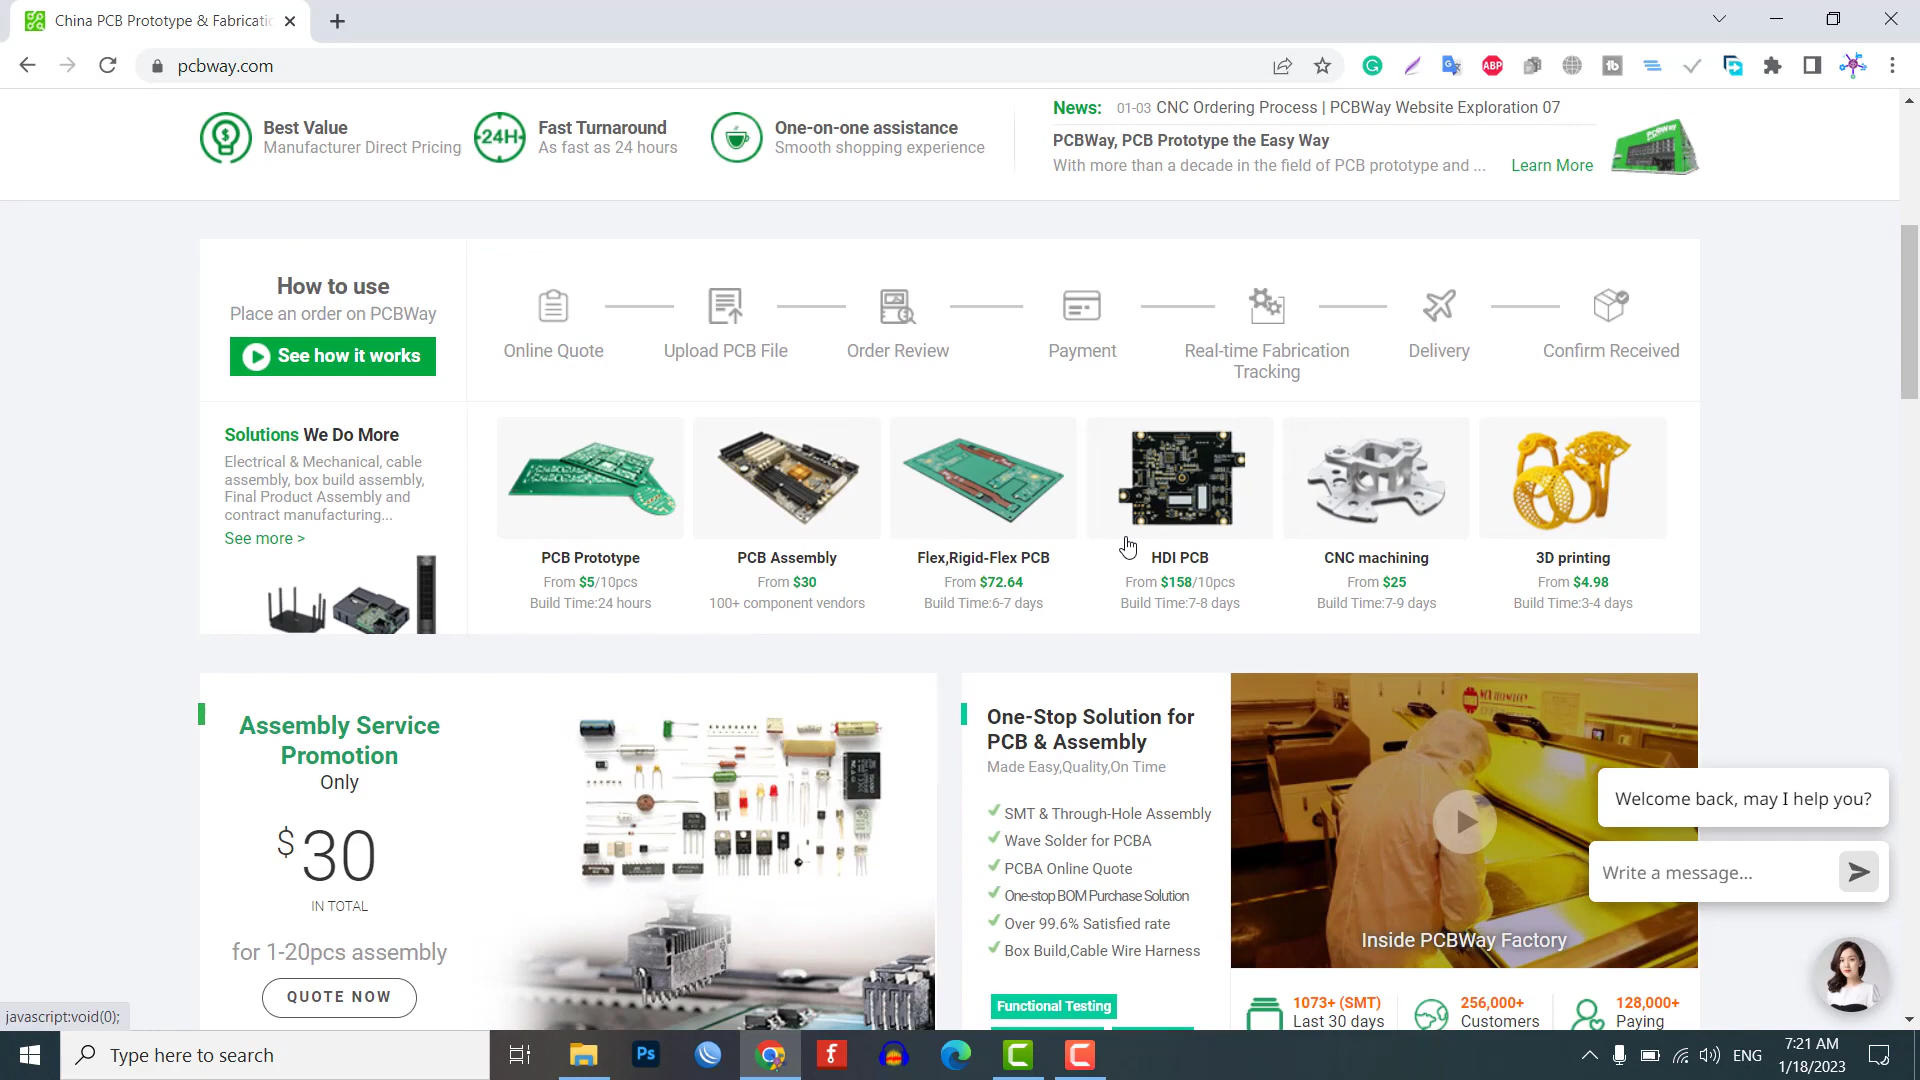 China PCB Prototype & Fabricatio
pcbway.com
Best Value
Manufacturer Direct Pricing
24H
Fast Turnaround
As fast as 24 hours
One-on-one assistance
Smooth shopping experience
News: 01-03 CNC Ordering Process | PCBWay Website Exploration 07
PCBWay, PCB Prototype the Easy Way
With more than a decade in the field of PCB prototype and ... Learn More
How to use
Place an order on PCBWay
See how it works
Online Quote
Upload PCB File
Order Review
Payment
Real-time Fabrication
Tracking
Delivery
Confirm Received
Solutions We Do More
Electrical & Mechanical, cable
assembly, box build assembly,
Final Product Assembly and
contract manufacturing...
See more >
PCB Prototype
From $5/10pcs
Build Time:24 hours
PCB Assembly
From $30
100+ component vendors
Flex,Rigid-Flex PCB
From $72.64
Build Time:6-7 days
HDI PCB
From $158/10pcs
Build Time:7-8 days
CNC machining
From $25
Build Time:7-9 days
3D printing
From $4.98
Build Time:3-4 days
Assembly Service
Promotion
Only
$30
IN TOTAL
for 1-20pcs assembly
QUOTE NOW
One-Stop Solution for
PCB & Assembly
Made Easy,Quality,On Time
SMT & Through-Hole Assembly
Wave Solder for PCBA
PCBA Online Quote
One-stop BOM Purchase Solution
Over 99.6% Satisfied rate
Box Build,Cable Wire Harness
Functional Testing
Inside PCBWay Factory
1073+ (SMT)
Last 30 days
256,000+
Customers
128,000+
Paying
Welcome back, may I help you?
Write a message...
javascript:void(0);
Type here to search
Ps
ENG
7:21 AM
1/18/2023